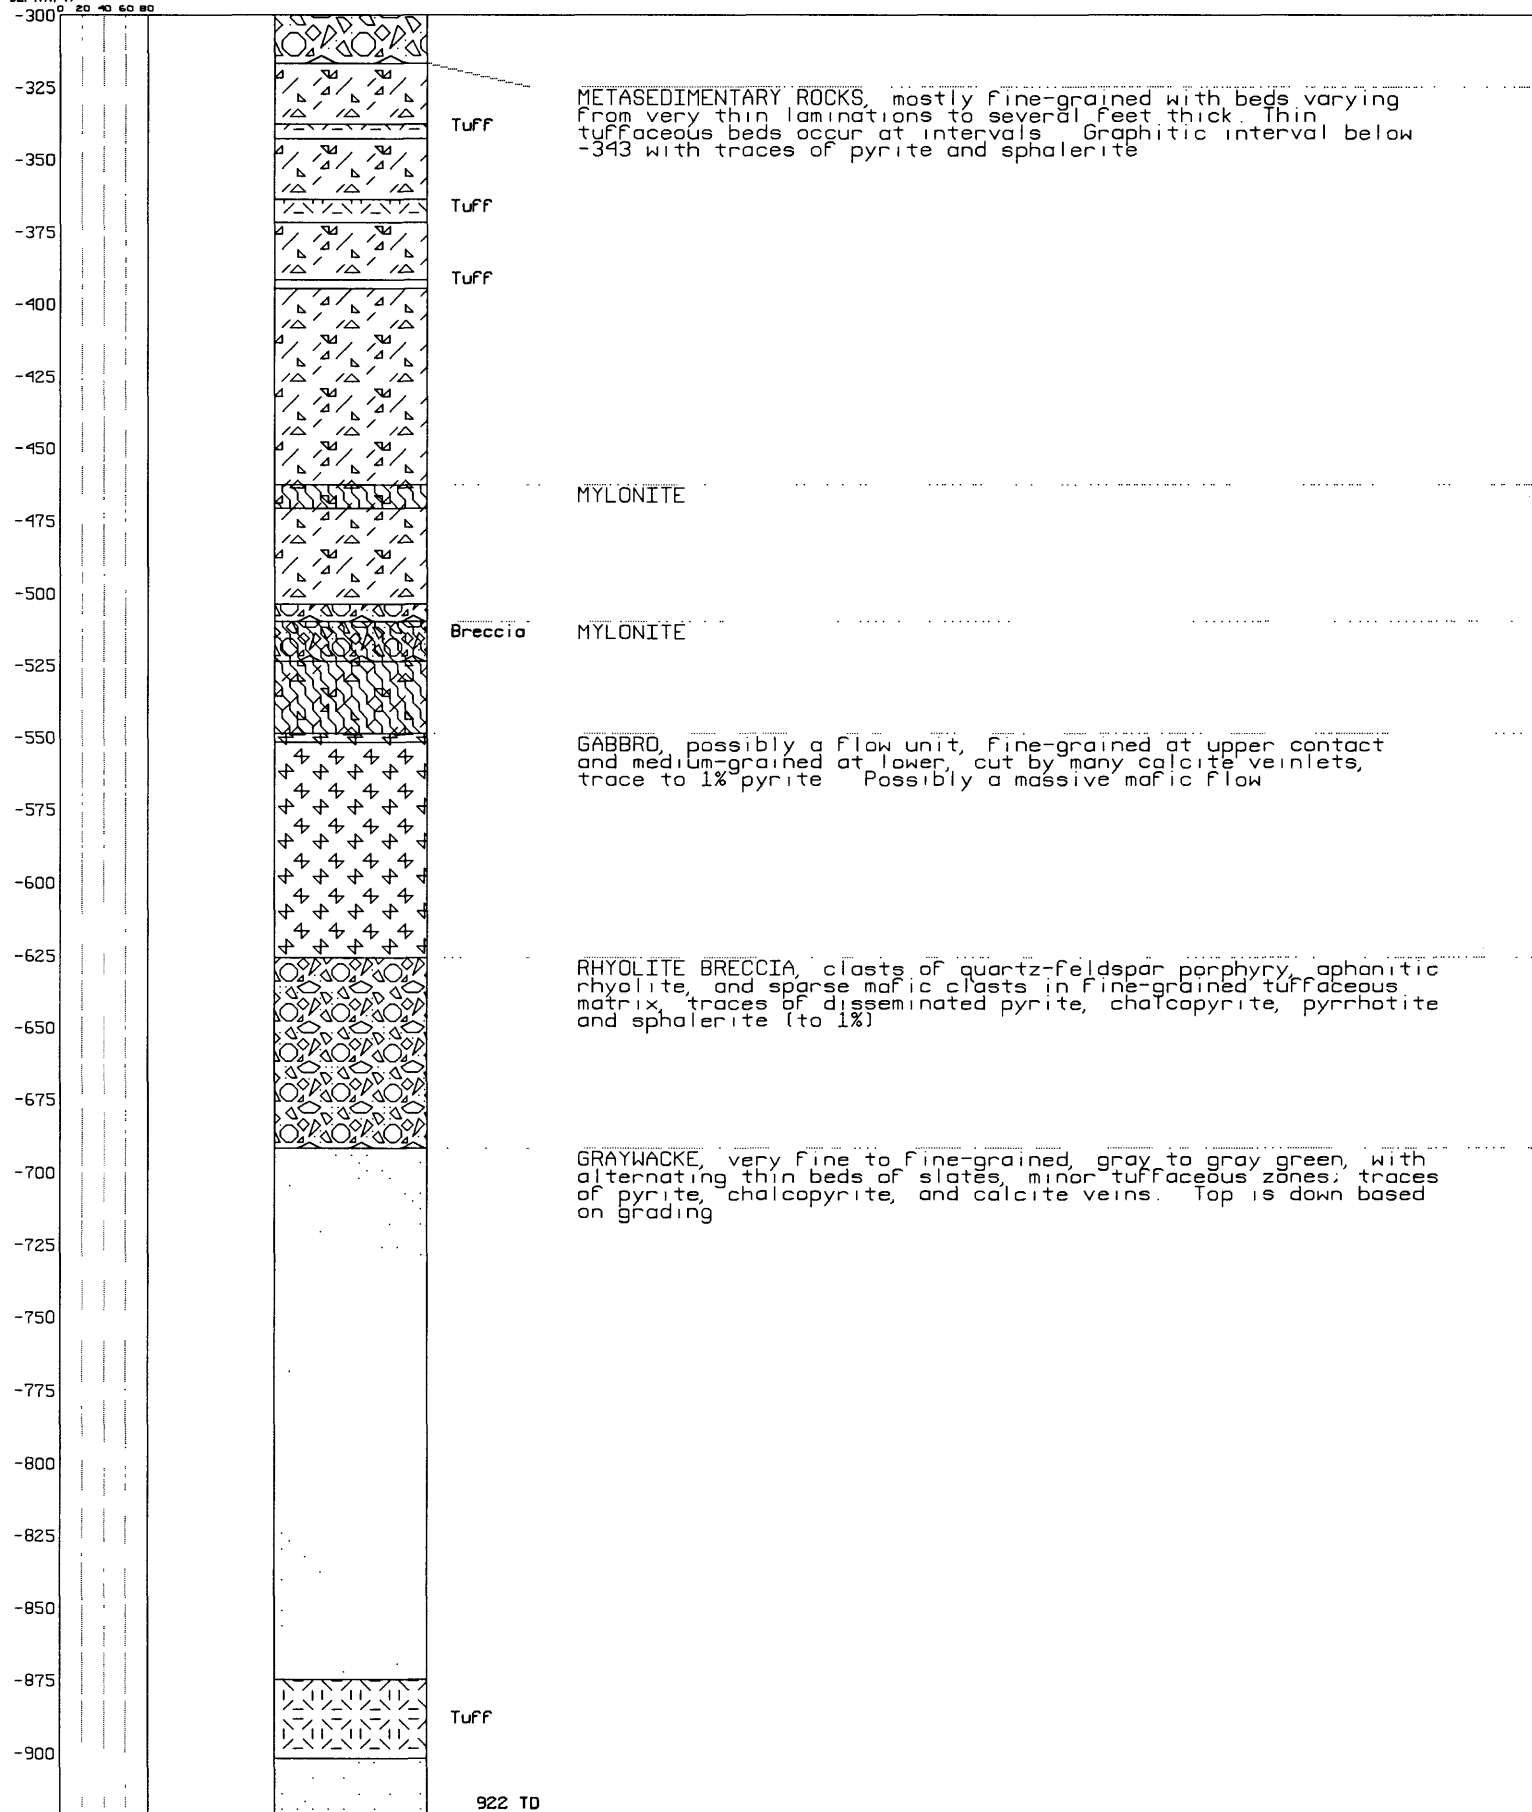 0 20 40 60 80
-300
-325
METASEDIMENTARY ROCKS, mostly fine-grained with beds varying
from very thin laminations to several feet thick. Thin
tuffaceous beds occur at intervals Graphitic interval below
-343 with traces of pyrite and sphalerite
Tuff
-350
Tuff
-375
Tuff
-400
-425
-450
MYLONITE
-475
-500
Breccia MYLONITE
-525
-550
GABBRO, possibly a flow unit, fine-grained at upper contact
and medium-grained at lower, cut by many calcite veinlets,
trace to 1% pyrite Possibly a massive mafic flow
-575
-600
-625
RHYOLITE BRECCIA, clasts of quartz-feldspar porphyry, aphanitic
rhyolite, and sparse mafic clasts in fine-grained tuffaceous
matrix, traces of disseminated pyrite, chalcopyrite, pyrrhotite
and sphalerite (to 1%)
-650
-675
-700
GRAYWACKE, very fine to fine-grained, gray to gray green, with
alternating thin beds of slates, minor tuffaceous zones; traces
of pyrite, chalcopyrite, and calcite veins. Top is down based
on grading
-725
-750
-775
-800
-825
-850
-875
Tuff
-900
922 TD